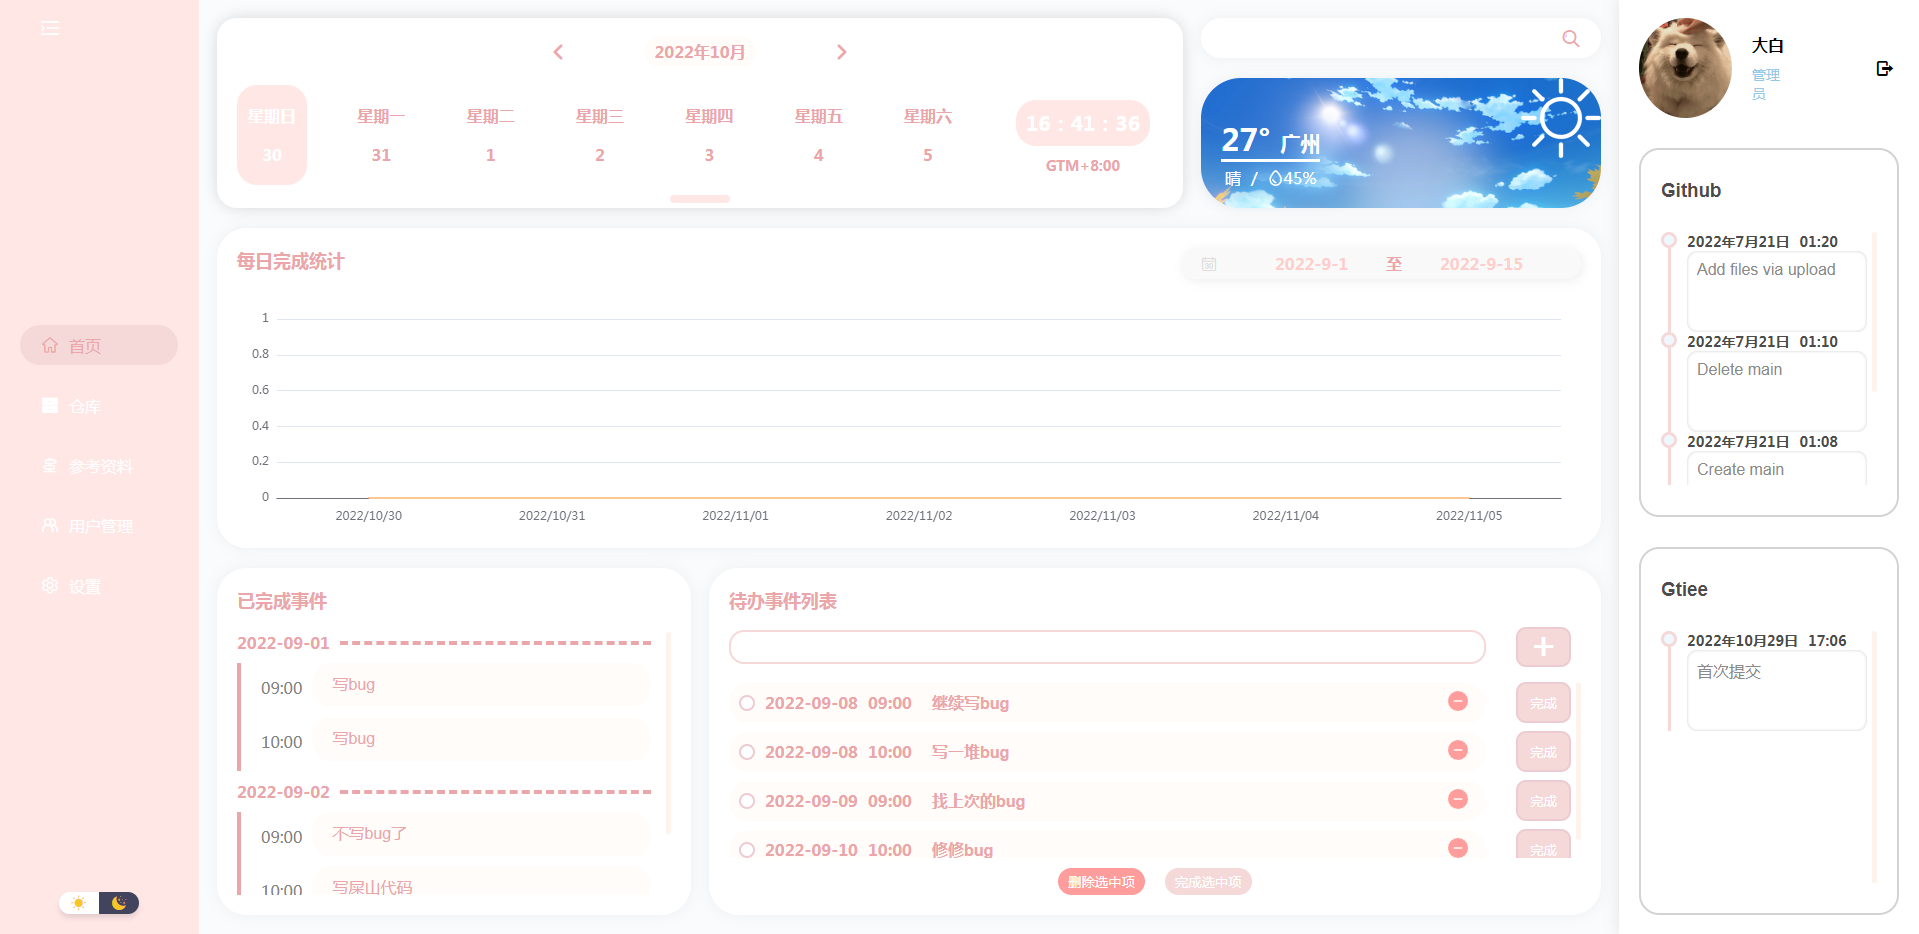 首页
仓库
参考资料
用户管理
设置
2022年10月
星期日 星期一 星期二 星期三 星期四 星期五 星期六
30 31 1 2 3 4 5
16 : 41 : 36
GTM+8:00
27° 广州
晴 / 45%
每日完成统计
2022-9-1 至 2022-9-15
1
0.8
0.6
0.4
0.2
0
2022/10/30 2022/10/31 2022/11/01 2022/11/02 2022/11/03 2022/11/04 2022/11/05
已完成事件
2022-09-01
09:00 写bug
10:00 写bug
2022-09-02
09:00 不写bug了
10:00 写屎山代码
待办事件列表
2022-09-08 09:00 继续写bug 完成
2022-09-08 10:00 写一堆bug 完成
2022-09-09 09:00 找上次的bug 完成
2022-09-10 10:00 修修bug 完成
删除选中项 完成选中项
大白
管理
员
Github
2022年7月21日 01:20
Add files via upload
2022年7月21日 01:10
Delete main
2022年7月21日 01:08
Create main
Gtiee
2022年10月29日 17:06
首次提交